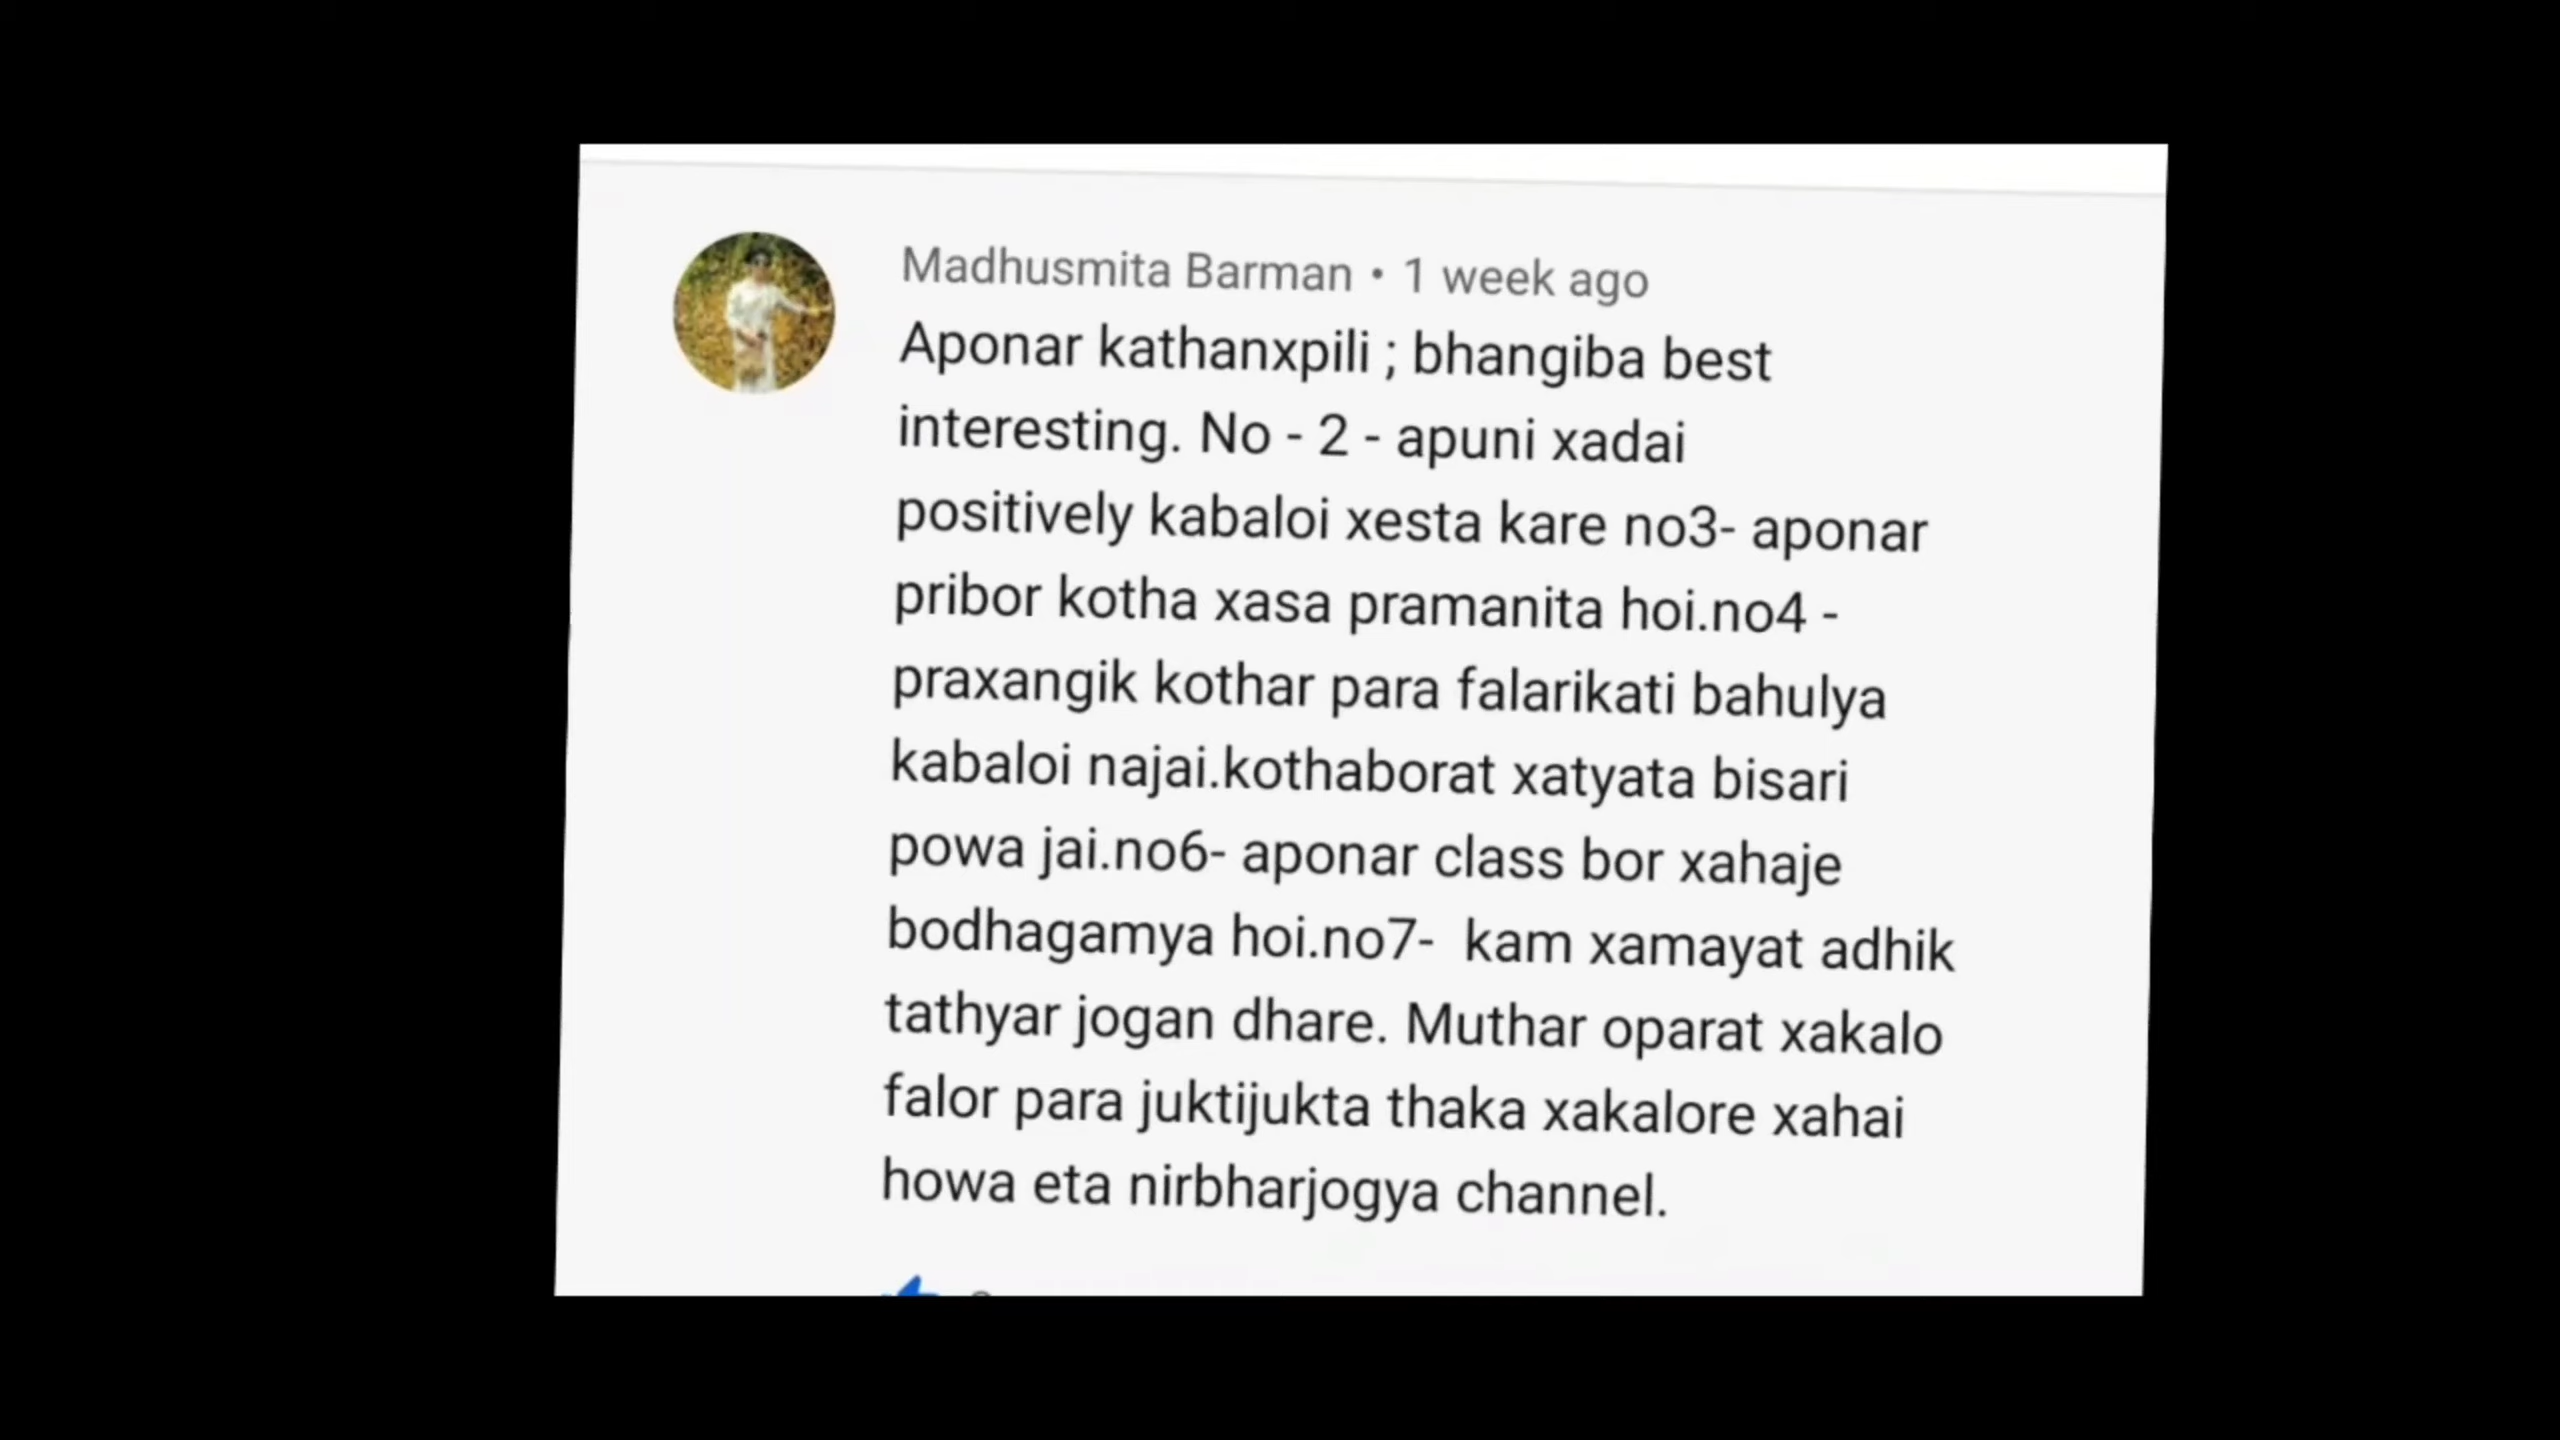 Madhusmita Barman • 1 week ago
Aponar kathanxpili ; bhangiba best
interesting. No - 2 - apuni xadai
positively kabaloi xesta kare no3- aponar
pribor kotha xasa pramanita hoi.no4 -
praxangik kothar para falarikati bahulya
kabaloi najai.kothaborat xatyata bisari
powa jai.no6- aponar class bor xahaje
bodhagamya hoi.no7-  kam xamayat adhik
tathyar jogan dhare. Muthar oparat xakalo
falor para juktijukta thaka xakalore xahai
howa eta nirbharjogya channel.